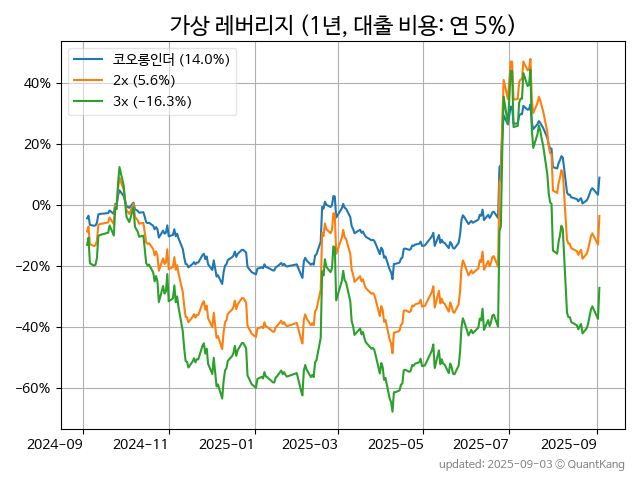 가상 레버리지 (1년, 대출 비용: 연 5%)
코오롱인더 (14.0%)
2x (5.6%)
3x (−16.3%)
40%
20%
0%
−20%
−40%
−60%
2024-09 2024-11 2025-01 2025-03 2025-05 2025-07 2025-09
updated: 2025-09-03 © QuantKang